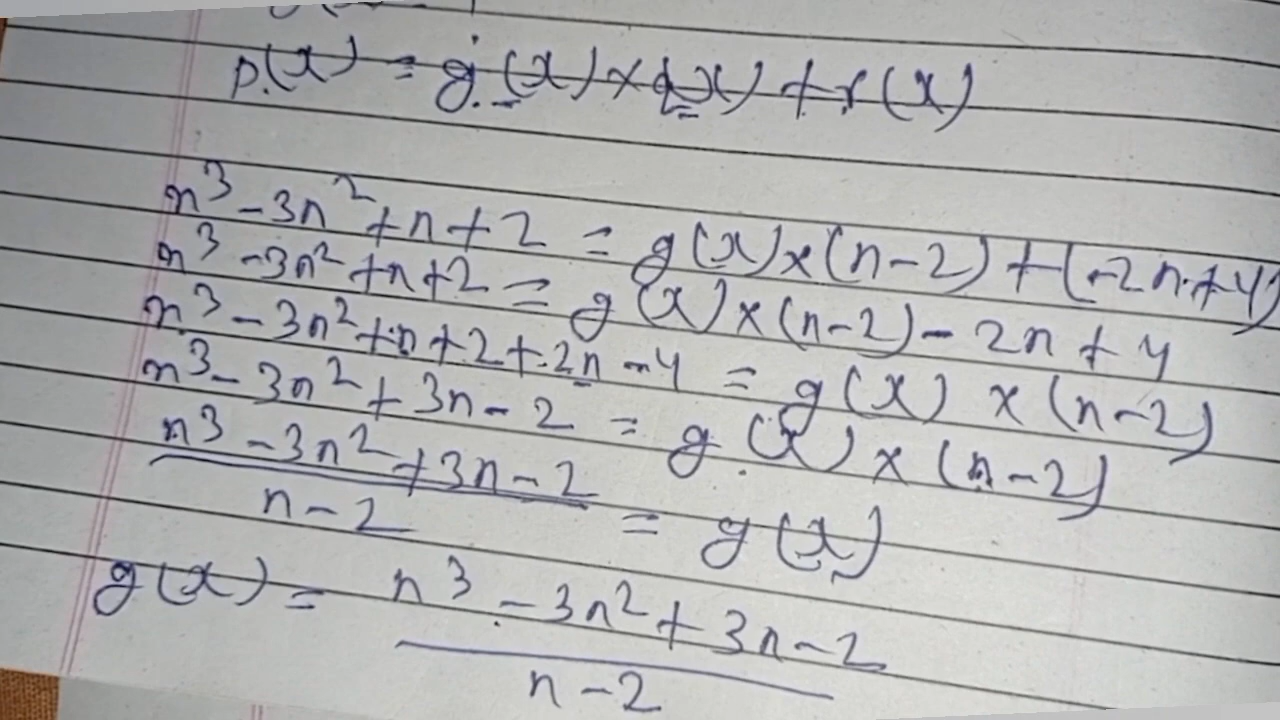 p(x) = g(x) × q(x) + r(x)
n³ - 3n² + n + 2 = g(x) × (n-2) + (-2n+4)
n³ - 3n² + n + 2 = g(x) × (n-2) - 2n + 4
n³ - 3n² + n + 2 + 2n - 4 = g(x) × (n-2)
n³ - 3n² + 3n - 2 = g(x) × (n-2)
n³ - 3n² + 3n - 2
n - 2
= g(x)
g(x) = n³ - 3n² + 3n - 2
n - 2